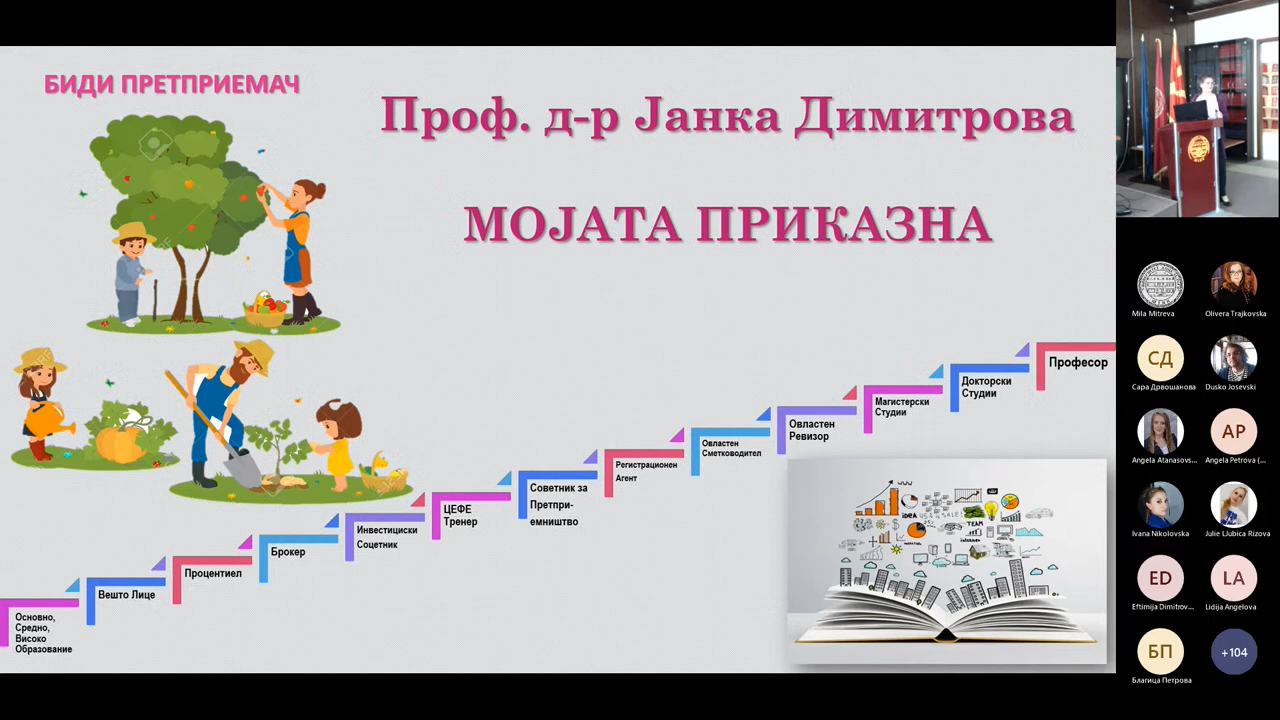 БИДИ ПРЕТПРИЕМАЧ
Проф. д-р Јанка Димитрова
МОЈАТА ПРИКАЗНА
Професор
Докторски
Студии
Магистерски
Студии
Овластен
Ревизор
Овластен
Сметководител
Регистрационен
Агент
Советник за
Претпри-
емништво
ЦЕФЕ
Тренер
Инвестициски
Соцетник
Брокер
Процентиел
Вешто Лице
Основно,
Средно,
Високо
Образование
IDEA
TEAM
Mila Mitreva
Olivera Trajkovska
СД
Сара Дрвошанова
Dusko Josevski
Angela Atanasovs...
АР
Angela Petrova (...
Ivana Nikolovska
Julie LJubica Rizova
ED
Eftimija Dimitrov...
LA
Lidija Angelova
БП
Благица Петрова
+104